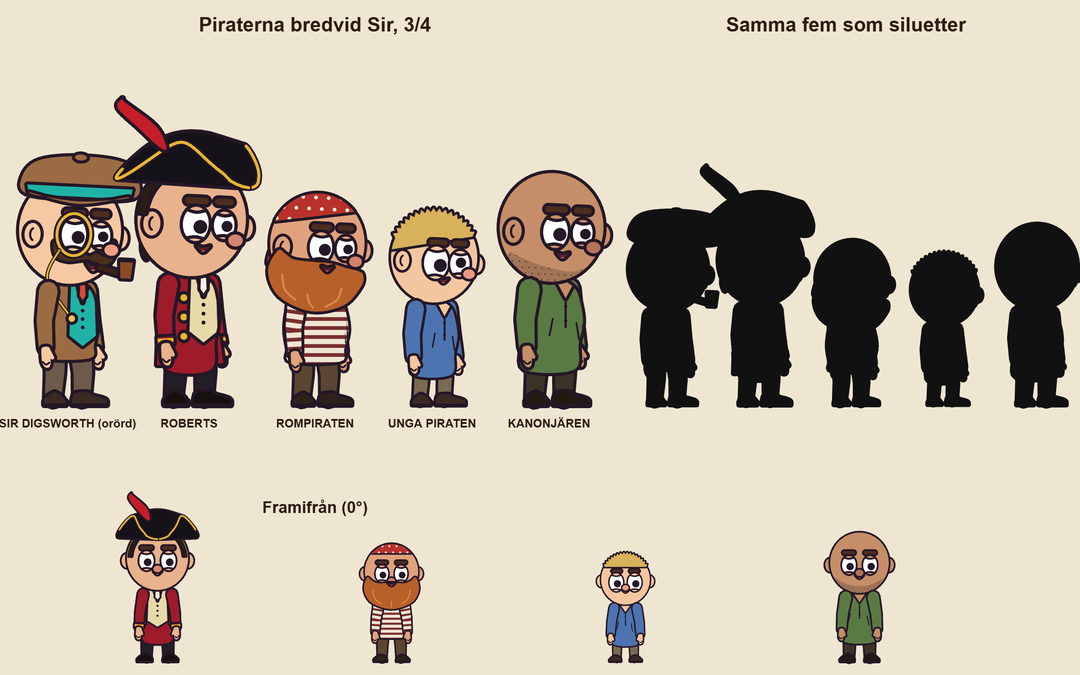 Piraterna bredvid Sir, 3/4
Samma fem som siluetter
SIR DIGSWORTH (orörd)
ROBERTS
ROMPIRATEN
UNGA PIRATEN
KANONJÄREN
Framifrån (0°)